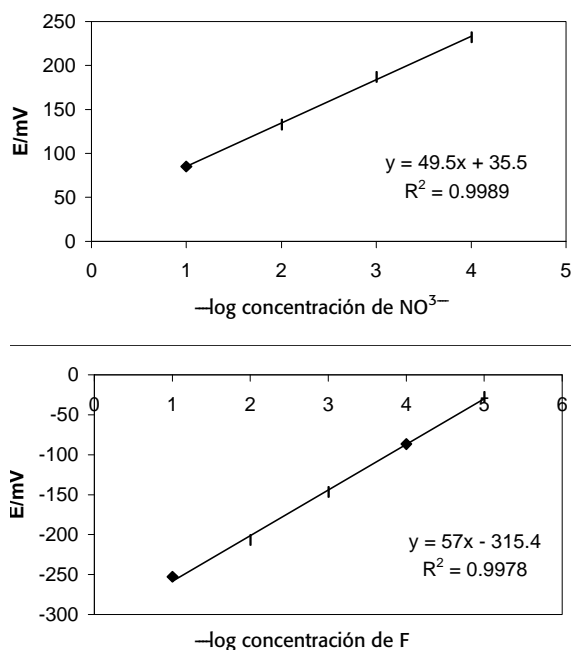 250
200
150
100
50
0
E/mV
y = 49.5x + 35.5
R² = 0.9989
0 1 2 3 4 5
—log concentración de NO³⁻
0
-50
-100
-150
-200
-250
-300
E/mV
0 1 2 3 4 5 6
y = 57x - 315.4
R² = 0.9978
—log concentración de F